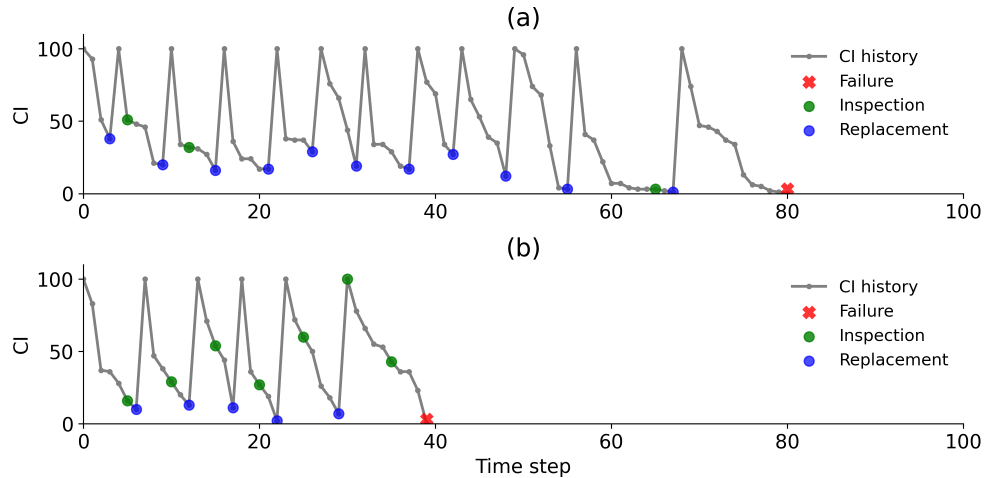 (a)
100
50
0
CI
0 20 40 60 80 100
CI history
Failure
Inspection
Replacement
(b)
100
50
0
CI
0 20 40 60 80 100
Time step
CI history
Failure
Inspection
Replacement